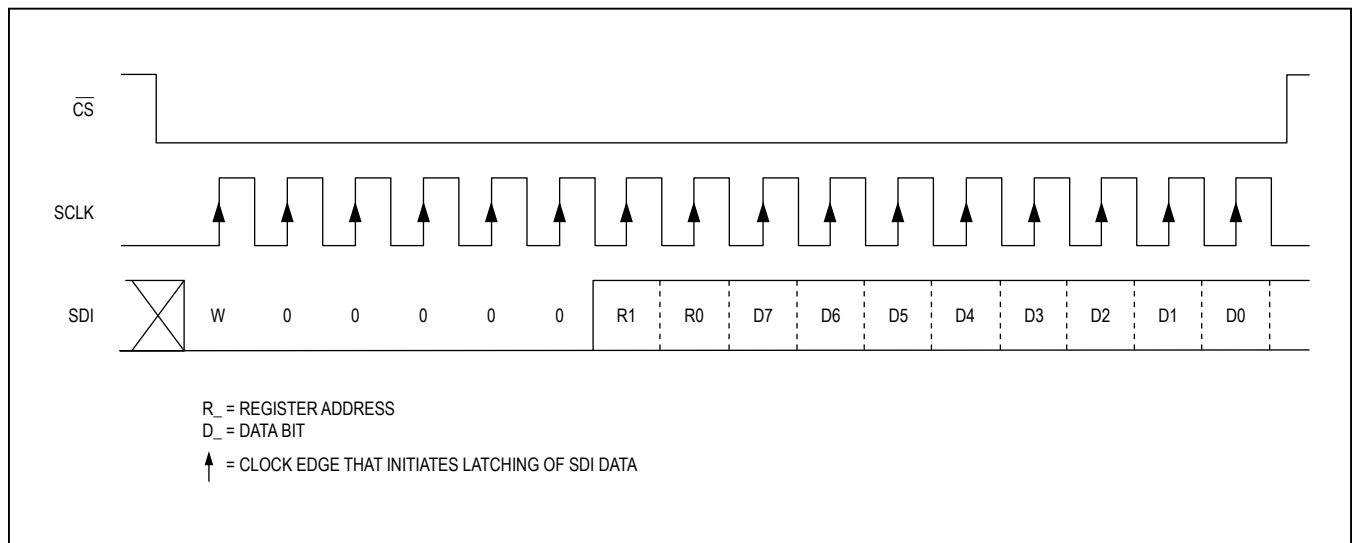 CS
SCLK
SDI W 0 0 0 0 0 R1 R0 D7 D6 D5 D4 D3 D2 D1 D0
R_ = REGISTER ADDRESS
D_ = DATA BIT
= CLOCK EDGE THAT INITIATES LATCHING OF SDI DATA